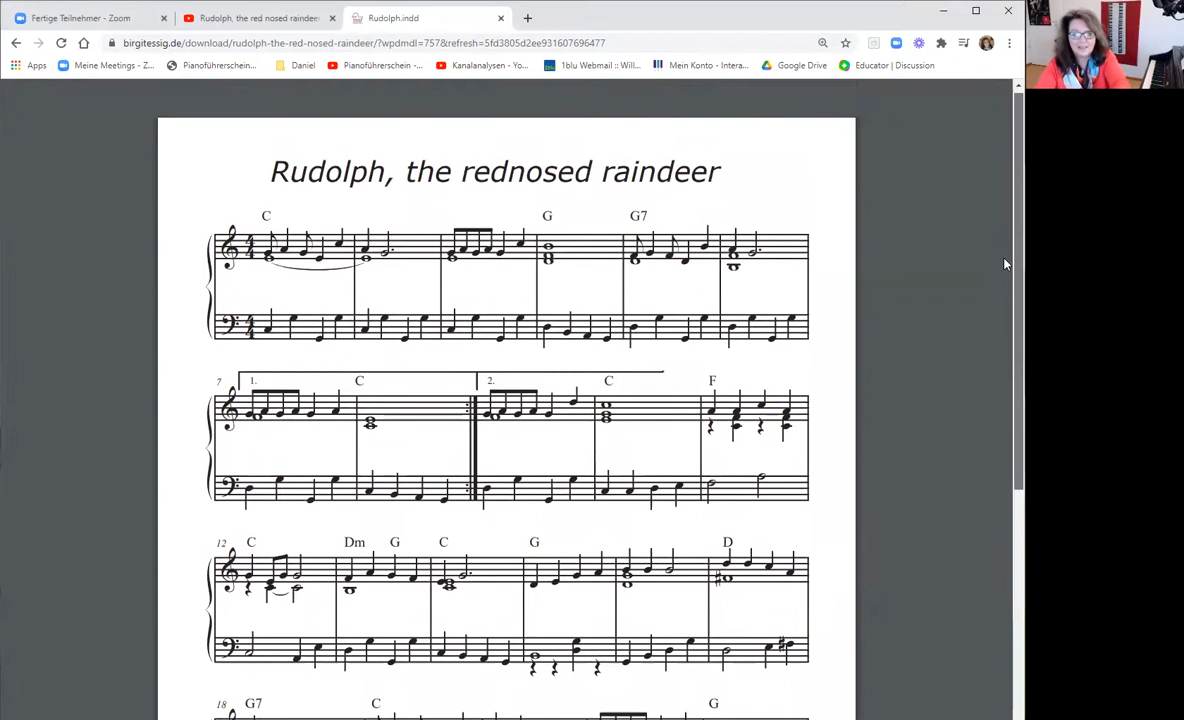 Fertige Teilnehmer - Zoom
Rudolph, the red nosed raindeer
Rudolph.indd
birgitessig.de/download/rudolph-the-red-nosed-raindeer/?wpdmdl=757&refresh=5fd3805d2ee931607696477
Apps Meine Meetings - Z... Pianoführerschein... Daniel Pianoführerschein -... Kanalanalysen - Yo... 1blu Webmail :: Will... Mein Konto - Intera... Google Drive Educator | Discussion
Rudolph, the rednosed raindeer
C G G7
7 1. C 2. C F
12 C Dm G C G D
18 G7 C G